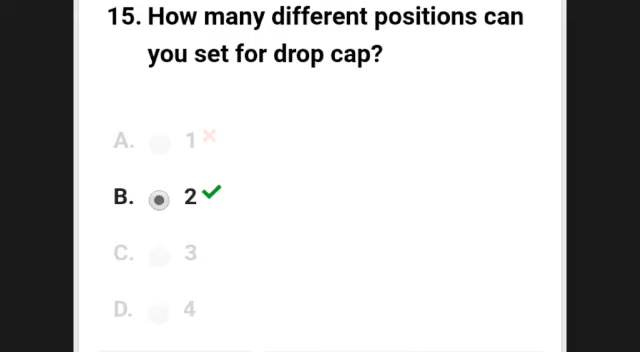 15. How many different positions can
you set for drop cap?
A. 1
B. 2
C. 3
D. 4